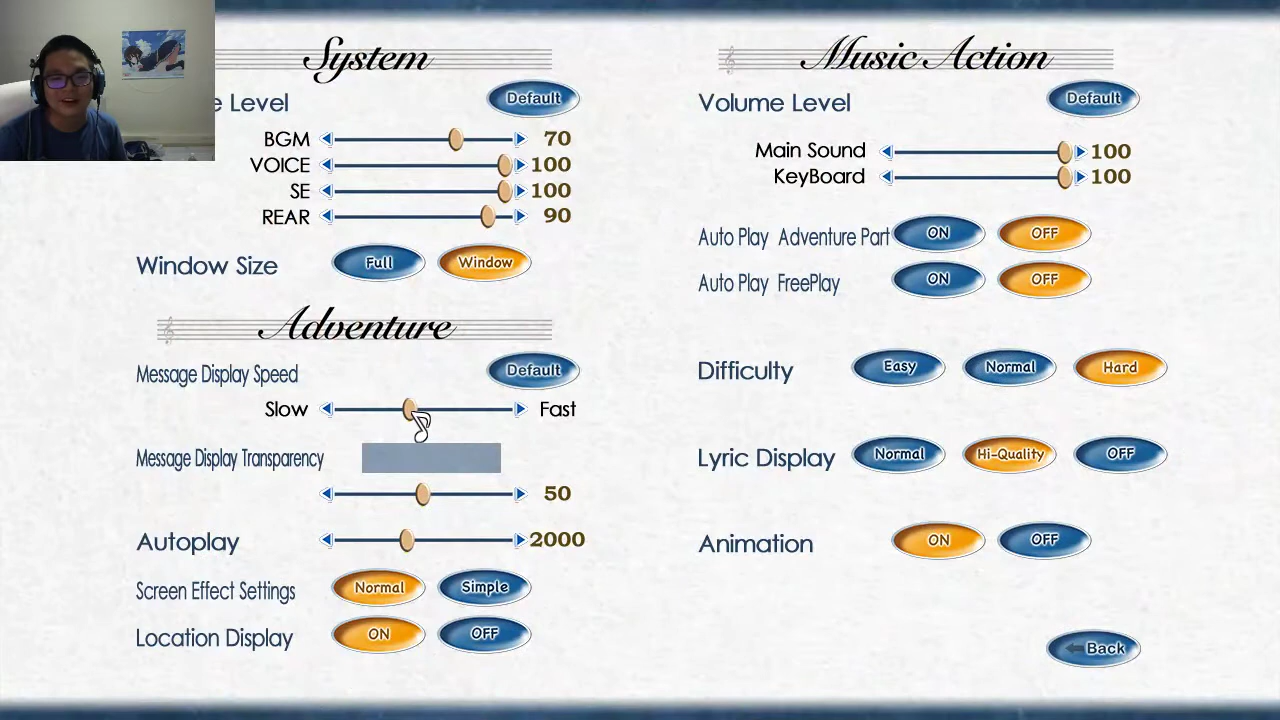 System
e Level Default
BGM 70
VOICE 100
SE 100
REAR 90
Window Size Full Window
Adventure
Message Display Speed Default
Slow Fast
Message Display Transparency
50
Autoplay 2000
Screen Effect Settings Normal Simple
Location Display ON OFF
Music Action
Volume Level Default
Main Sound 100
KeyBoard 100
Auto Play Adventure Part ON OFF
Auto Play FreePlay ON OFF
Difficulty Easy Normal Hard
Lyric Display Normal Hi-Quality OFF
Animation ON OFF
Back